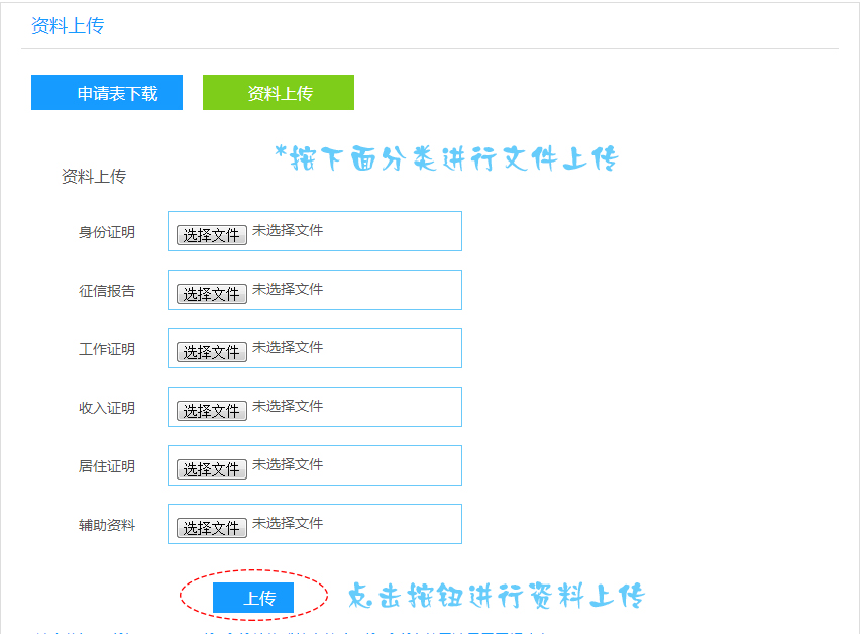 资料上传
申请表下载 资料上传
*按下面分类进行文件上传
资料上传
身份证明 选择文件 未选择文件
征信报告 选择文件 未选择文件
工作证明 选择文件 未选择文件
收入证明 选择文件 未选择文件
居住证明 选择文件 未选择文件
辅助资料 选择文件 未选择文件
上传 点击按钮进行资料上传